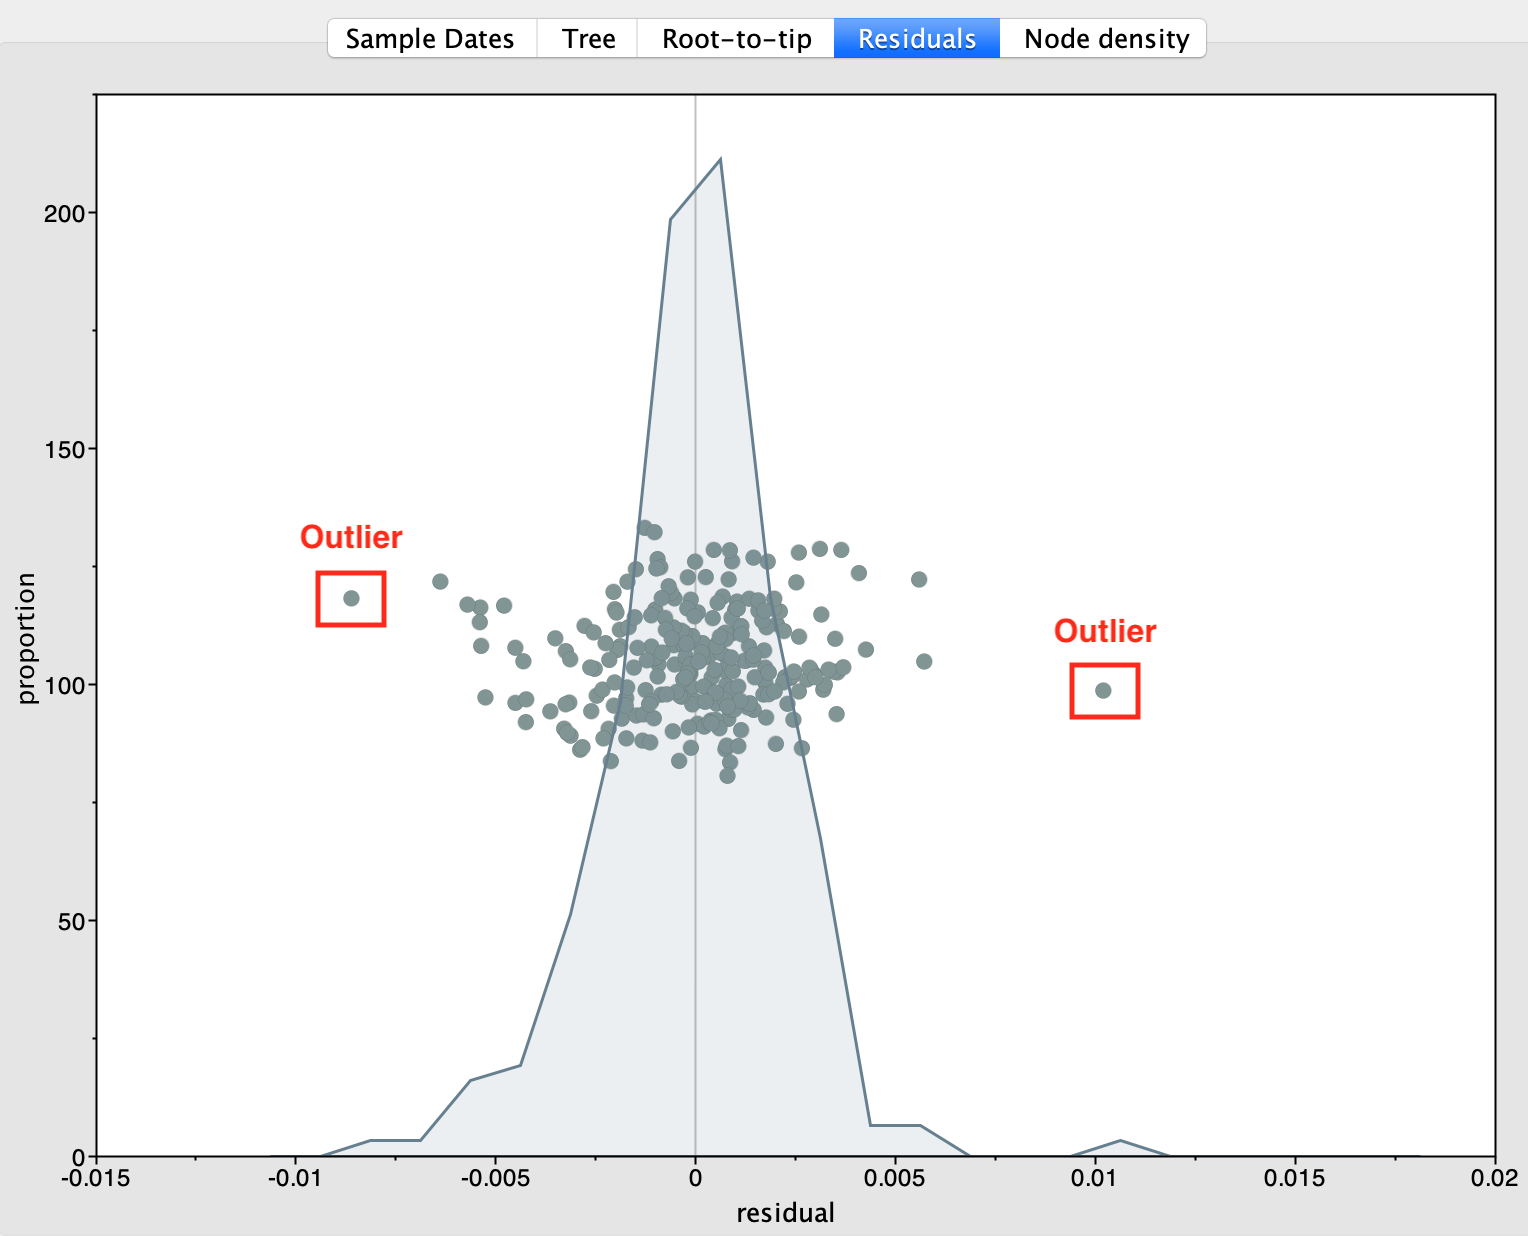 Sample Dates Tree Root-to-tip Residuals Node density
200
150
100
50
0
proportion
Outlier
Outlier
-0.015 -0.01 -0.005 0 0.005 0.01 0.015 0.02
residual